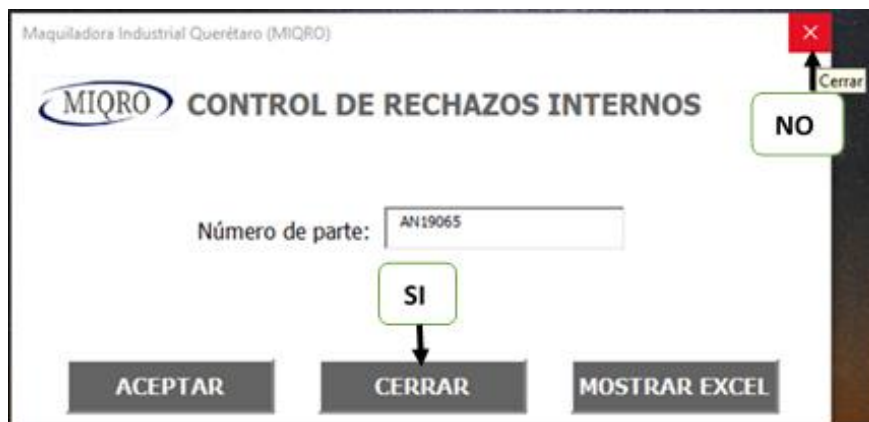 Maquiladora Industrial Querétaro (MIQRO)
Cerrar
MIQRO CONTROL DE RECHAZOS INTERNOS
NO
Número de parte: AN19065
SI
ACEPTAR CERRAR MOSTRAR EXCEL